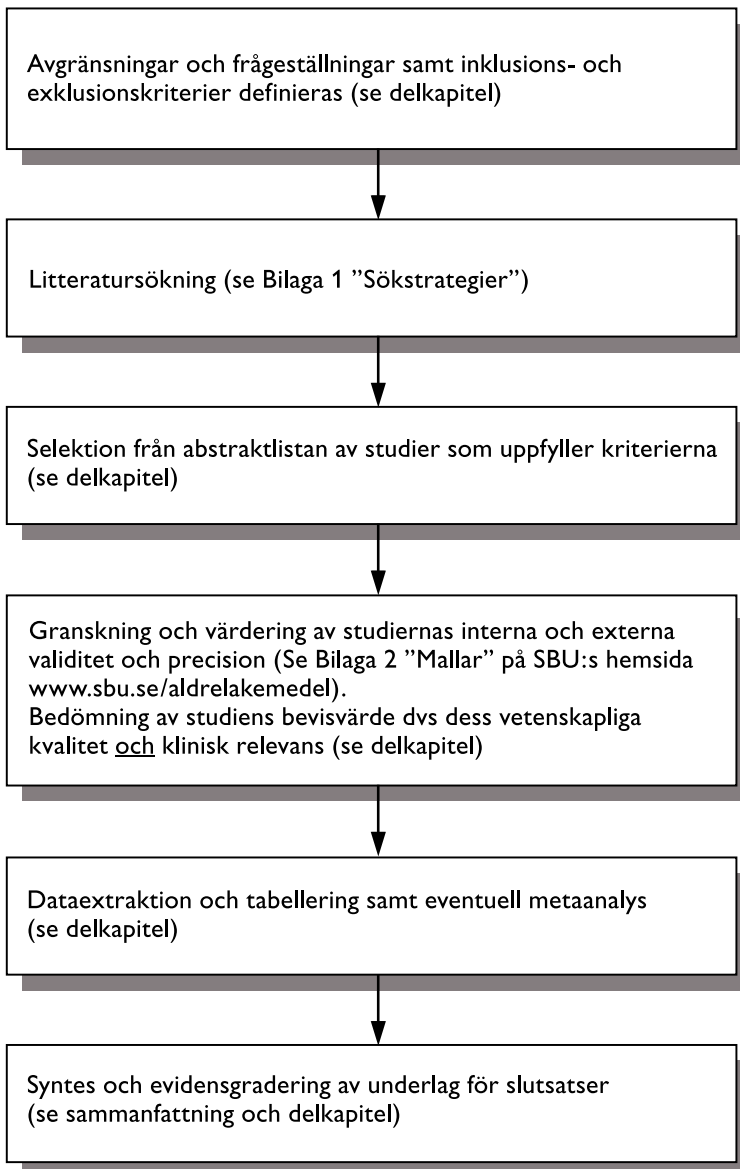 Avgränsningar och frågeställningar samt inklusions- och
exklusionskriterier definieras (se delkapitel)
Litteratursökning (se Bilaga 1 ”Sökstrategier”)
Selektion från abstraktlistan av studier som uppfyller kriterierna
(se delkapitel)
Granskning och värdering av studiernas interna och externa
validitet och precision (Se Bilaga 2 ”Mallar” på SBU:s hemsida
www.sbu.se/aldrelakemedel).
Bedömning av studiens bevisvärde dvs dess vetenskapliga
kvalitet och klinisk relevans (se delkapitel)
Dataextraktion och tabellering samt eventuell metaanalys
(se delkapitel)
Syntes och evidensgradering av underlag för slutsatser
(se sammanfattning och delkapitel)